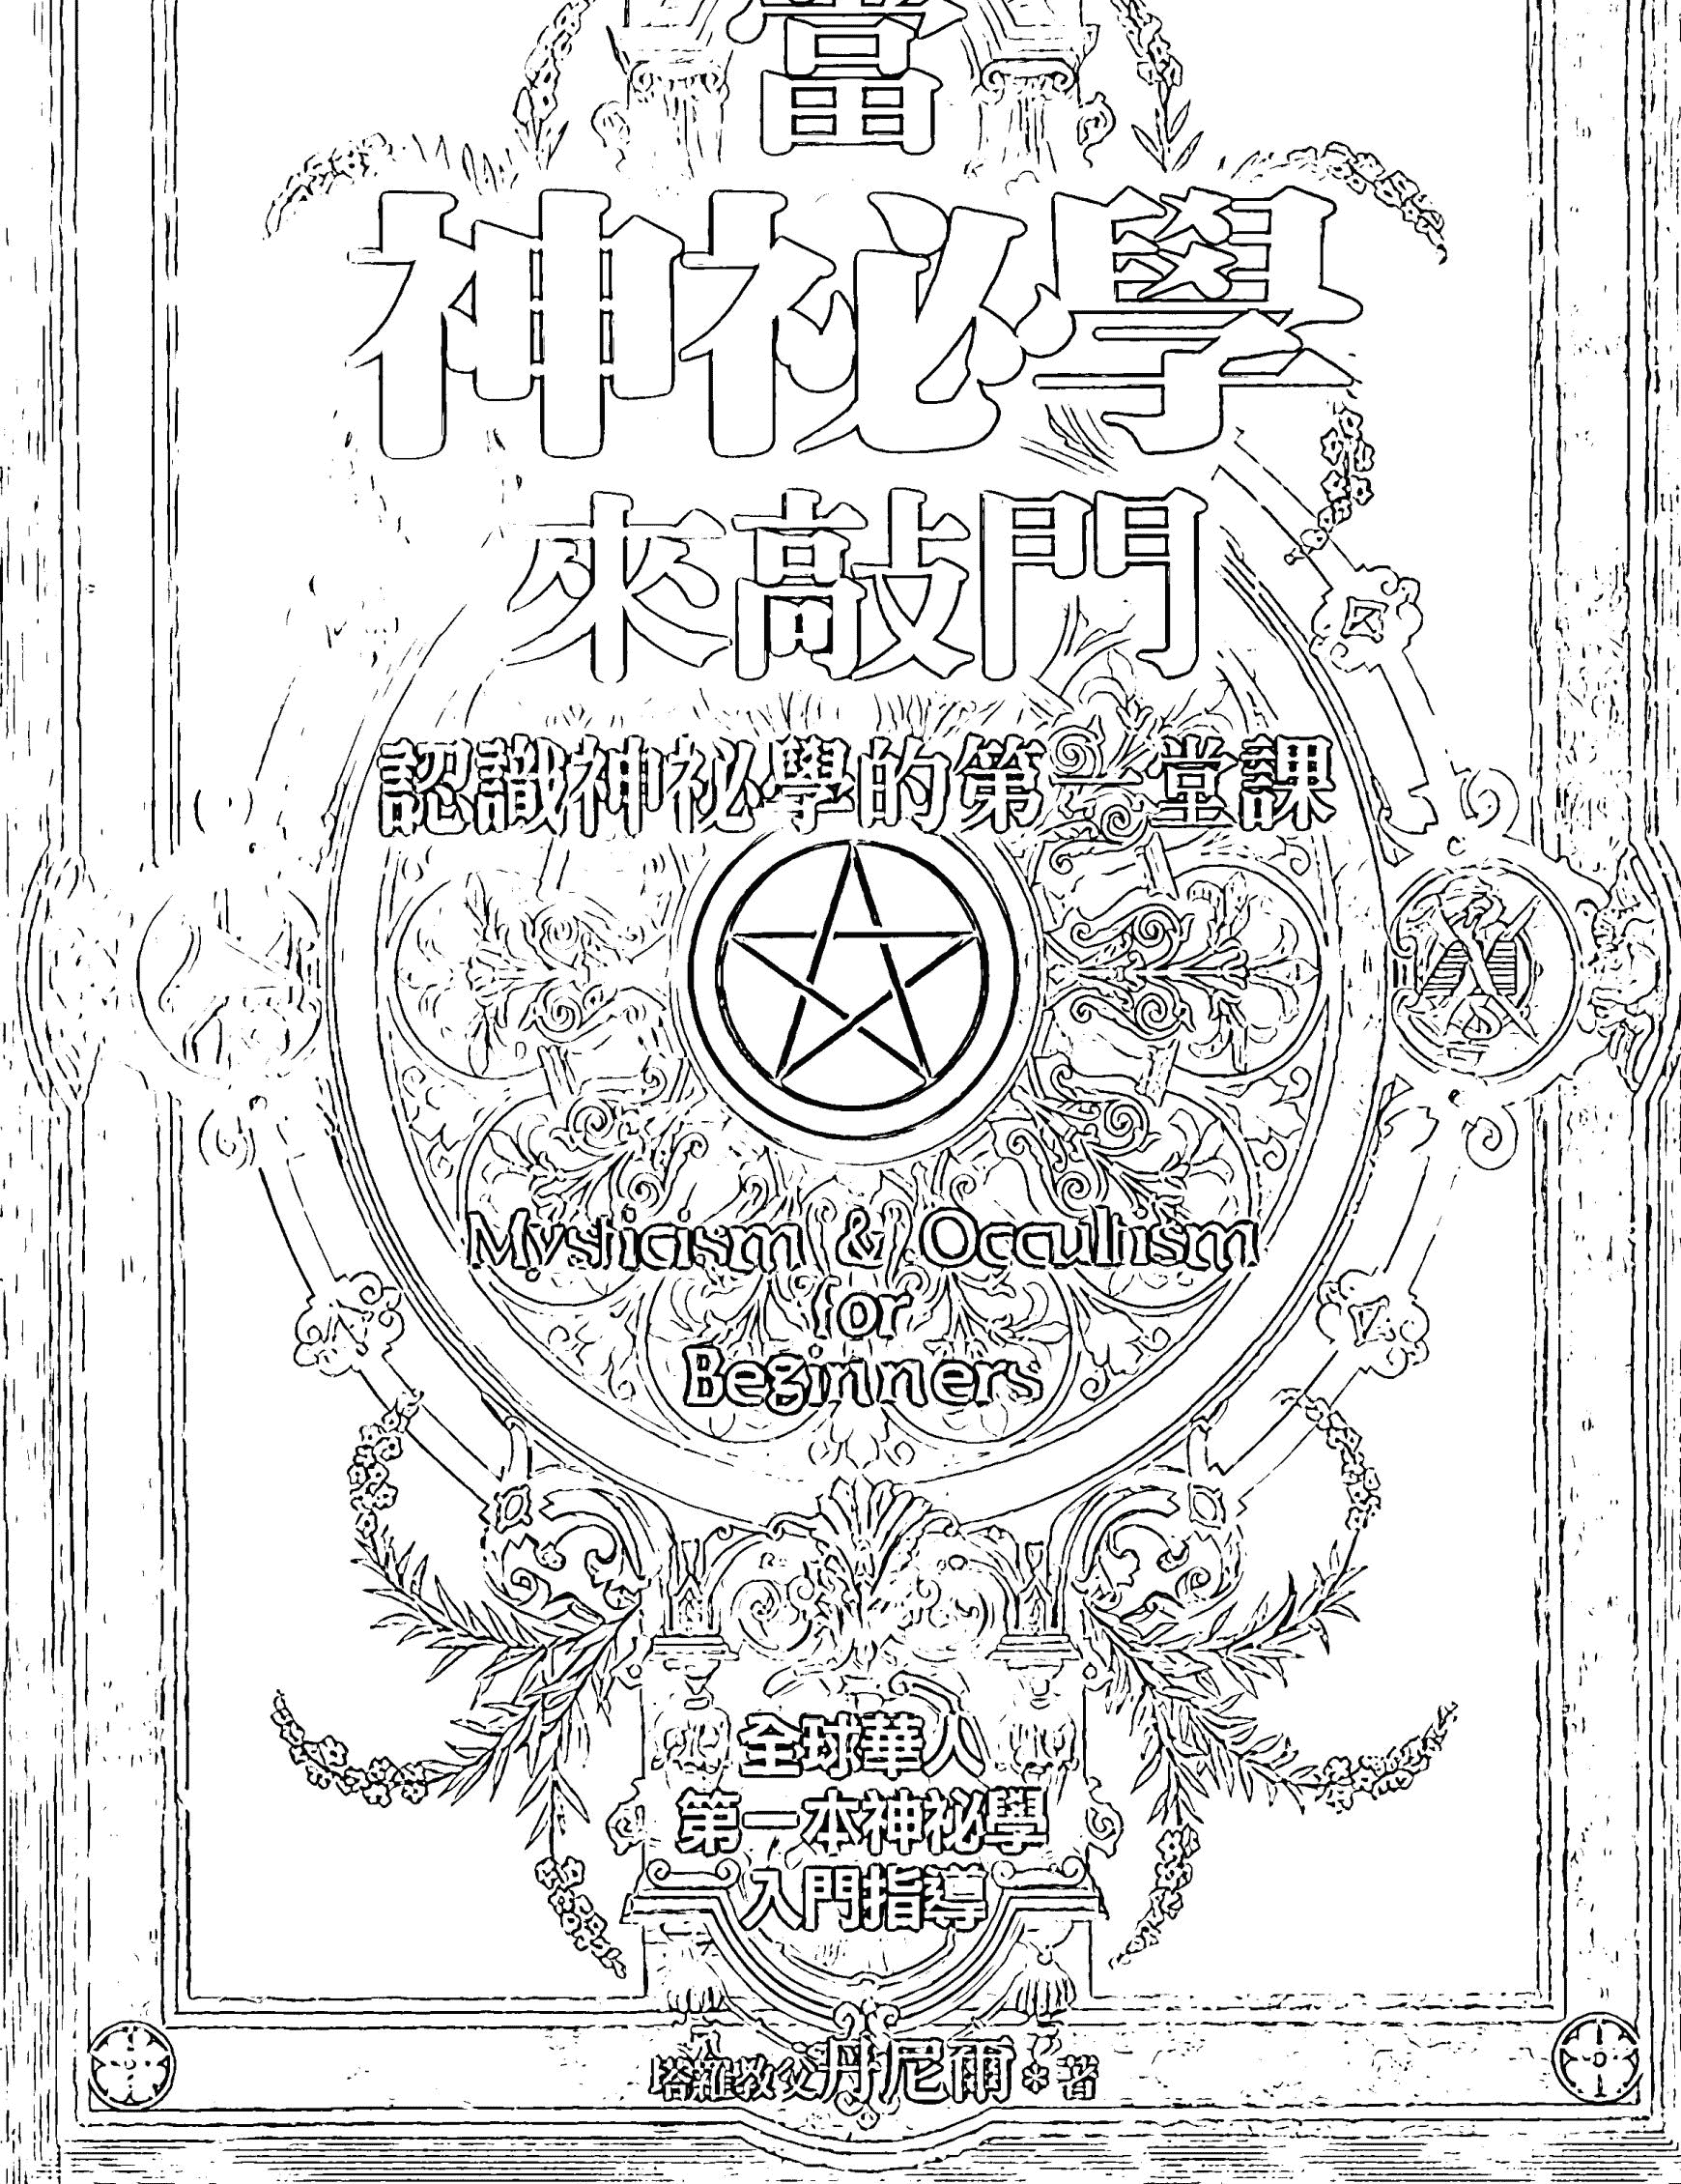 當
神祕學
來敲門
認識神祕學的第一堂課
Mysticism & Occultism
for
Beginners
全球華人
第一本神祕學
入門指導
塔羅教父丹尼爾＊著